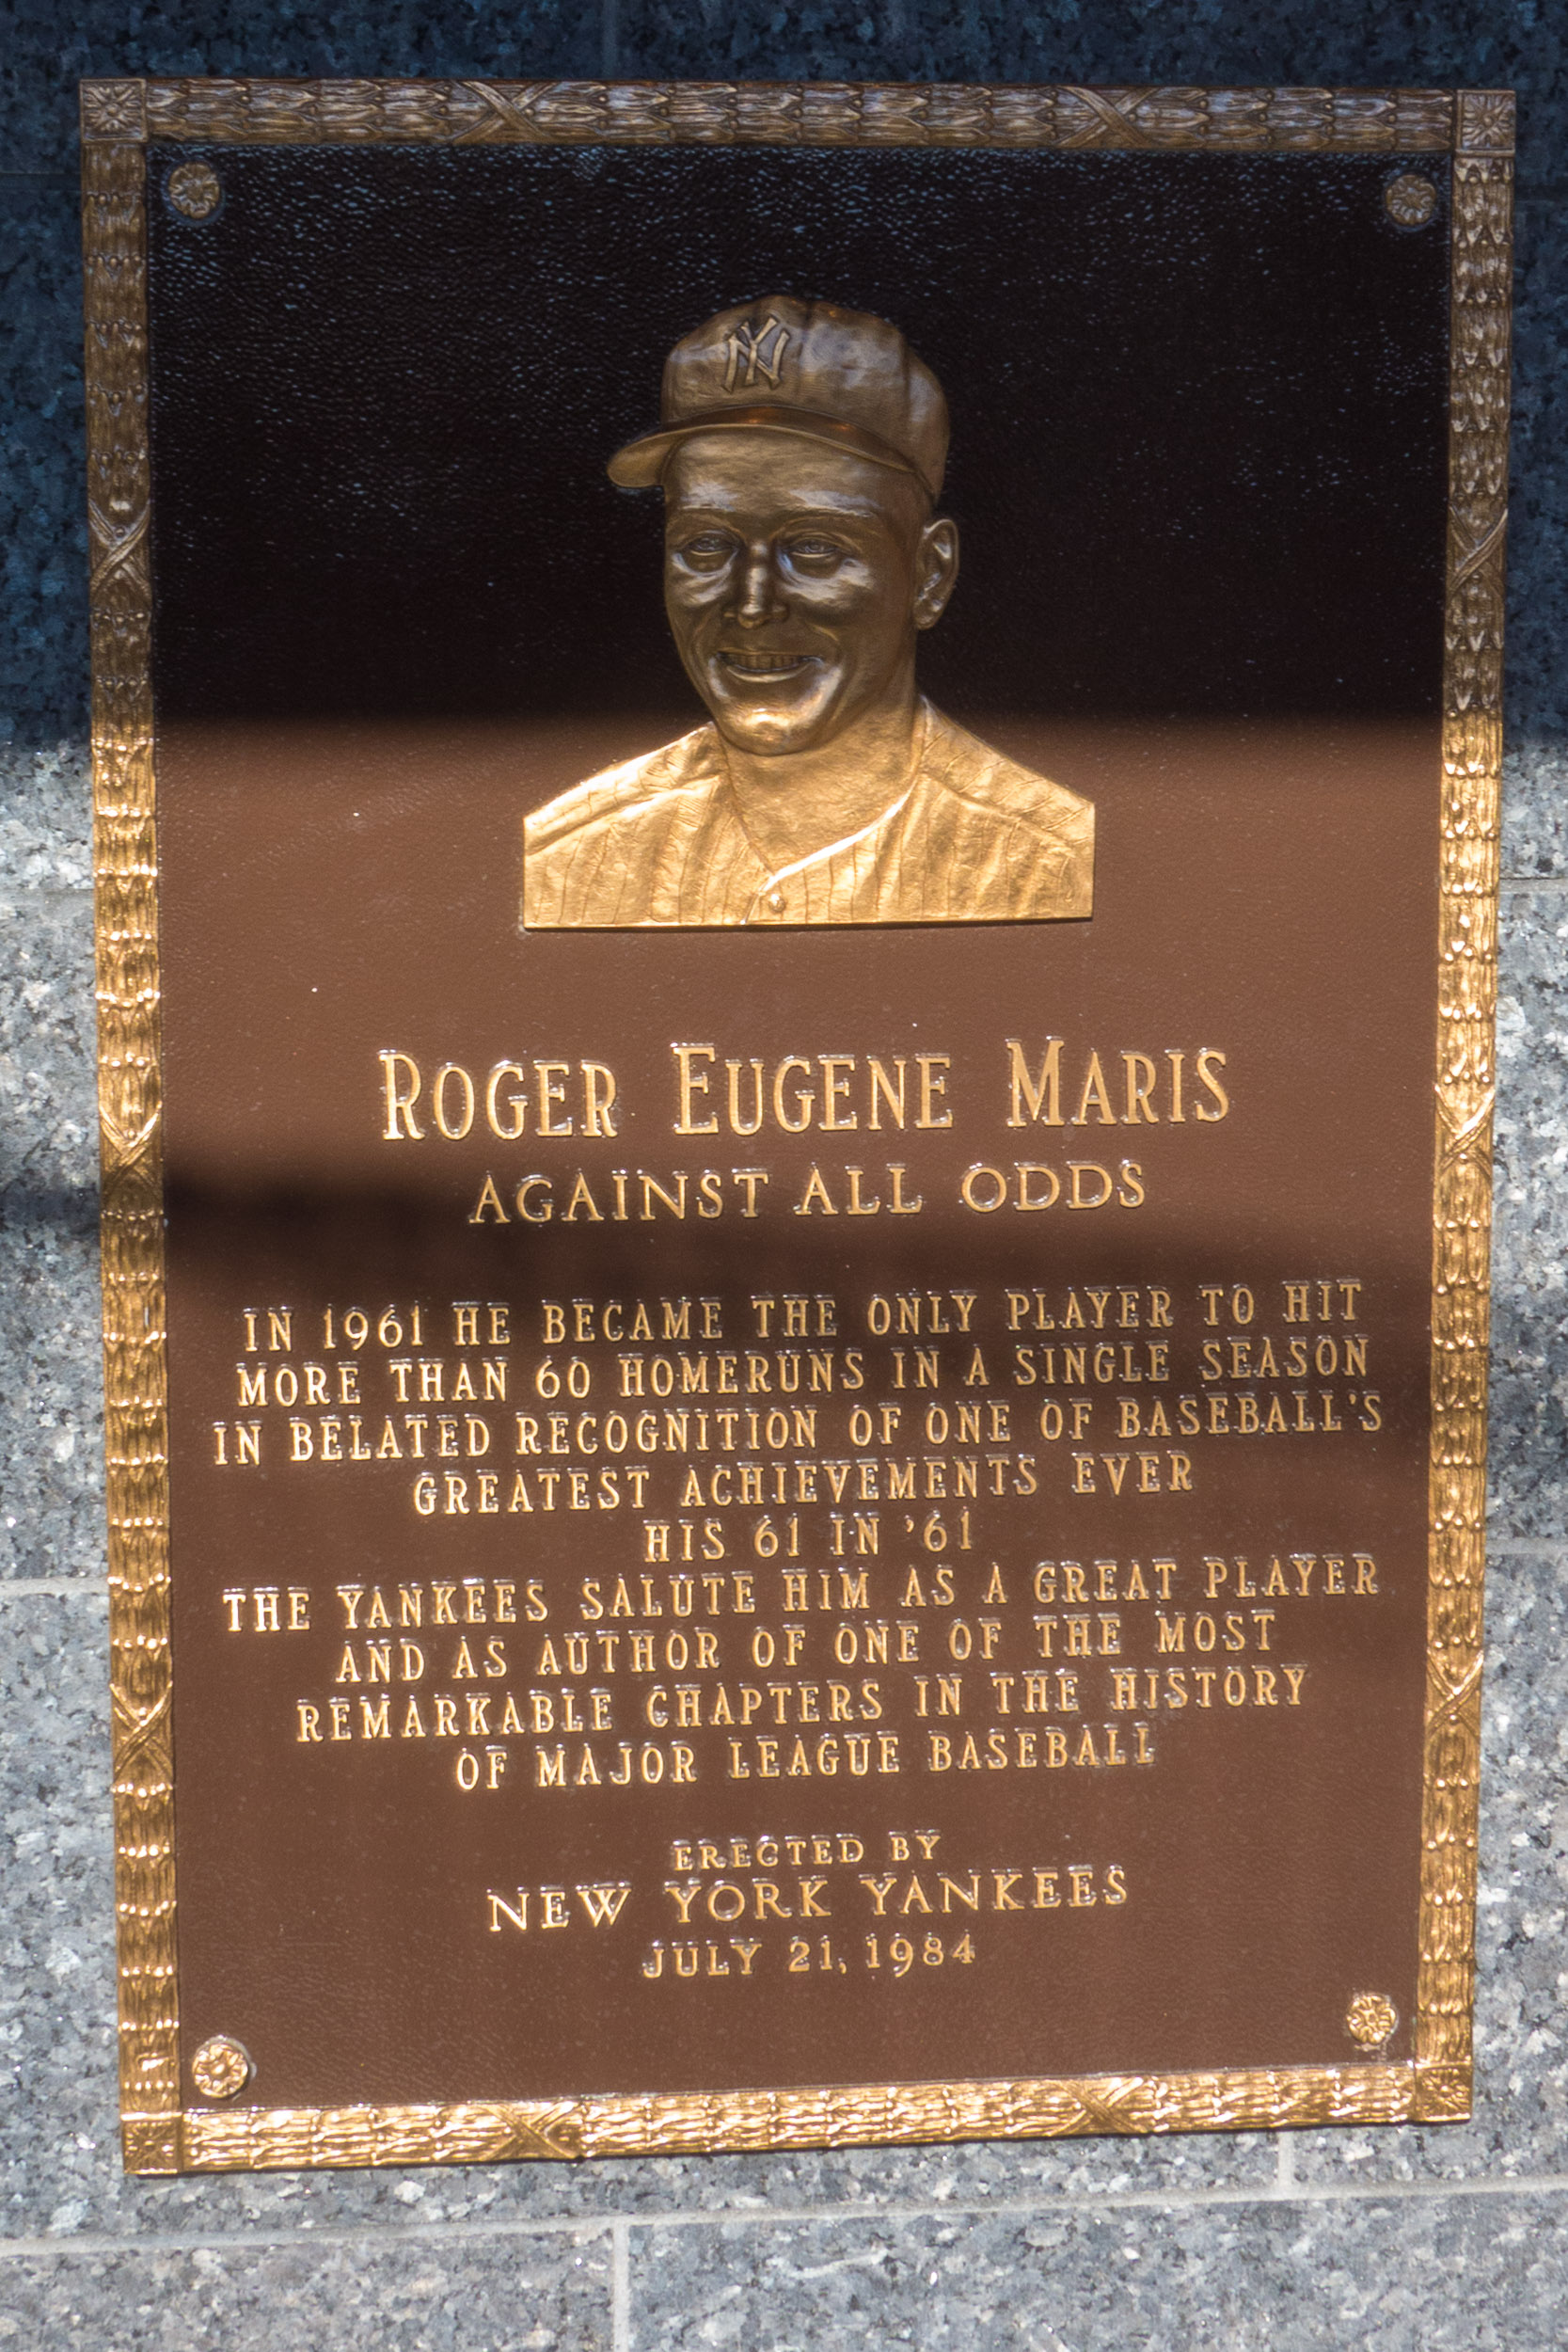 NY
ROGER EUGENE MARIS
AGAINST ALL ODDS
IN 1961 HE BECAME THE ONLY PLAYER TO HIT
MORE THAN 60 HOMERUNS IN A SINGLE SEASON
IN BELATED RECOGNITION OF ONE OF BASEBALL'S
GREATEST ACHIEVEMENTS EVER
HIS 61 IN '61
THE YANKEES SALUTE HIM AS A GREAT PLAYER
AND AS AUTHOR OF ONE OF THE MOST
REMARKABLE CHAPTERS IN THE HISTORY
OF MAJOR LEAGUE BASEBALL
ERECTED BY
NEW YORK YANKEES
JULY 21, 1984